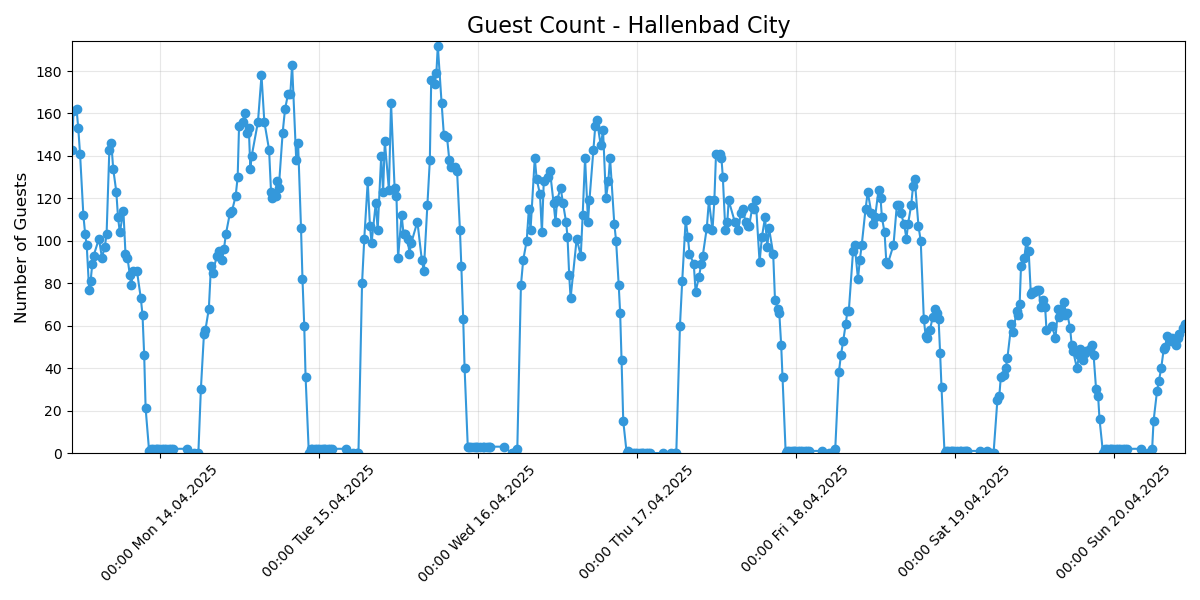 Guest Count - Hallenbad City
Number of Guests
180
160
140
120
100
80
60
40
20
0
00:00 Mon 14.04.2025
00:00 Tue 15.04.2025
00:00 Wed 16.04.2025
00:00 Thu 17.04.2025
00:00 Fri 18.04.2025
00:00 Sat 19.04.2025
00:00 Sun 20.04.2025